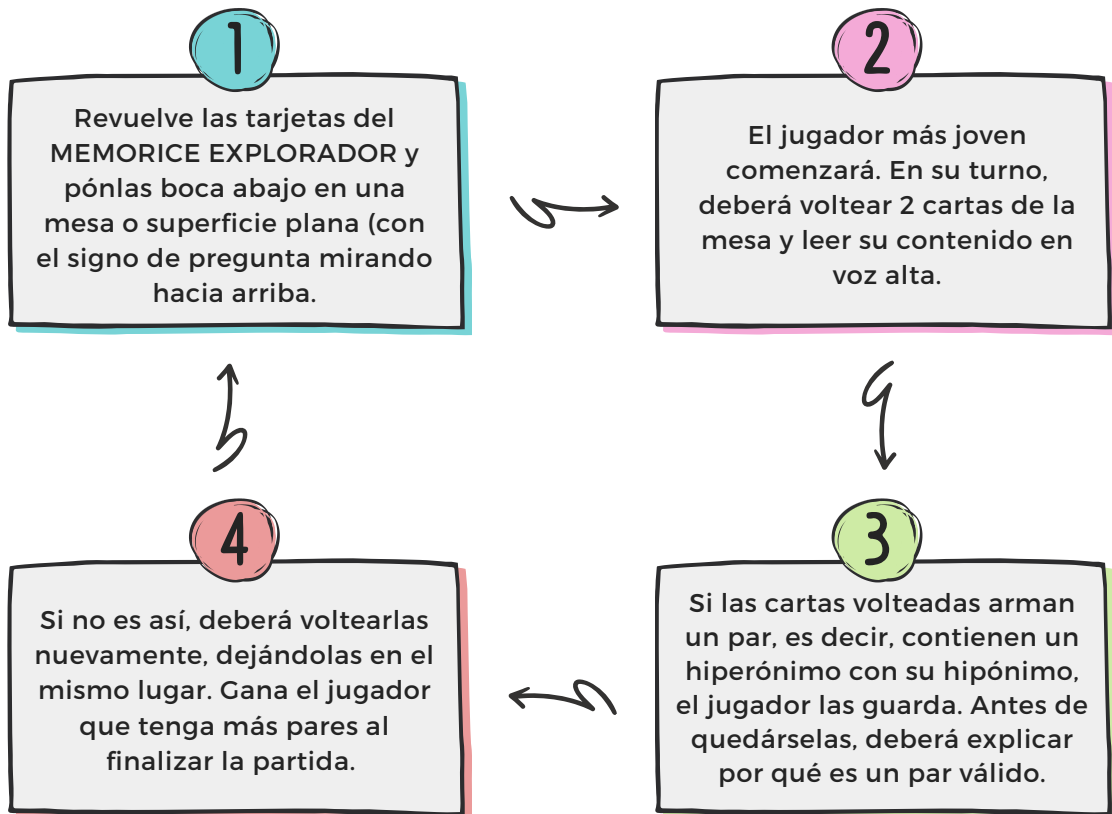 1
Revuelve las tarjetas del
MEMORICE EXPLORADOR y
pónlas boca abajo en una
mesa o superficie plana (con
el signo de pregunta mirando
hacia arriba.
2
El jugador más joven
comenzará. En su turno,
deberá voltear 2 cartas de la
mesa y leer su contenido en
voz alta.
3
Si las cartas volteadas arman
un par, es decir, contienen un
hiperónimo con su hipónimo,
el jugador las guarda. Antes de
quedárselas, deberá explicar
por qué es un par válido.
4
Si no es así, deberá voltearlas
nuevamente, dejándolas en el
mismo lugar. Gana el jugador
que tenga más pares al
finalizar la partida.